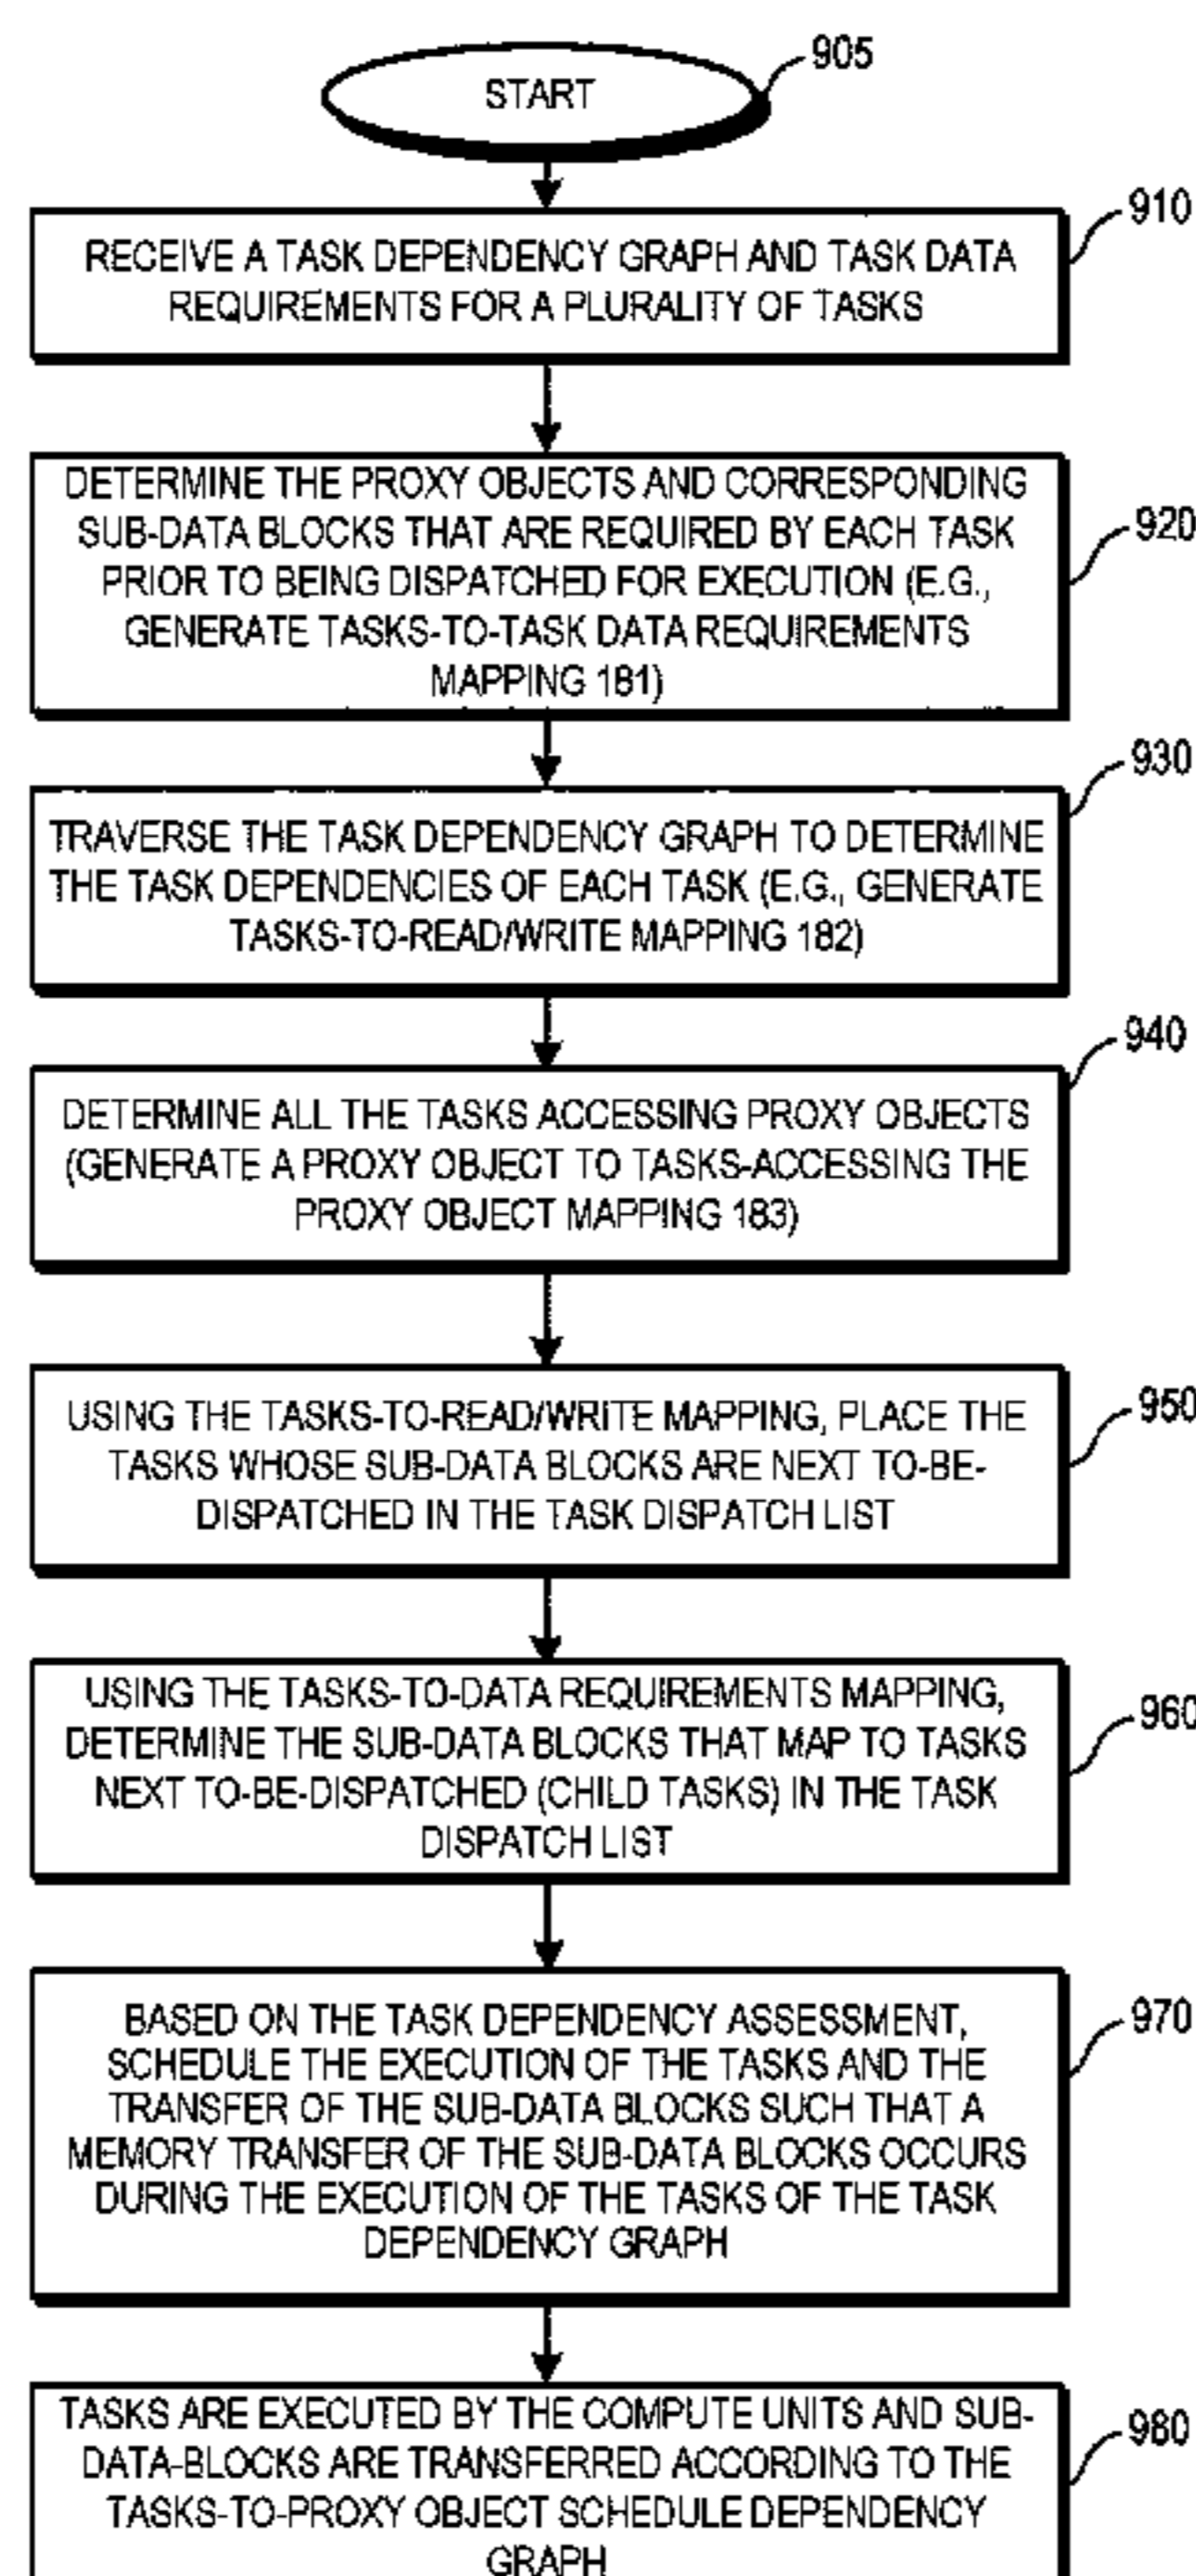 START
905
RECEIVE A TASK DEPENDENCY GRAPH AND TASK DATA
REQUIREMENTS FOR A PLURALITY OF TASKS
910
DETERMINE THE PROXY OBJECTS AND CORRESPONDING
SUB-DATA BLOCKS THAT ARE REQUIRED BY EACH TASK
PRIOR TO BEING DISPATCHED FOR EXECUTION (E.G.,
GENERATE TASKS-TO-TASK DATA REQUIREMENTS
MAPPING 181)
920
TRAVERSE THE TASK DEPENDENCY GRAPH TO DETERMINE
THE TASK DEPENDENCIES OF EACH TASK (E.G., GENERATE
TASKS-TO-READ/WRITE MAPPING 182)
930
DETERMINE ALL THE TASKS ACCESSING PROXY OBJECTS
(GENERATE A PROXY OBJECT TO TASKS-ACCESSING THE
PROXY OBJECT MAPPING 183)
940
USING THE TASKS-TO-READ/WRITE MAPPING, PLACE THE
TASKS WHOSE SUB-DATA BLOCKS ARE NEXT TO-BE-
DISPATCHED IN THE TASK DISPATCH LIST
950
USING THE TASKS-TO-DATA REQUIREMENTS MAPPING,
DETERMINE THE SUB-DATA BLOCKS THAT MAP TO TASKS
NEXT TO-BE-DISPATCHED (CHILD TASKS) IN THE TASK
DISPATCH LIST
960
BASED ON THE TASK DEPENDENCY ASSESSMENT,
SCHEDULE THE EXECUTION OF THE TASKS AND THE
TRANSFER OF THE SUB-DATA BLOCKS SUCH THAT A
MEMORY TRANSFER OF THE SUB-DATA BLOCKS OCCURS
DURING THE EXECUTION OF THE TASKS OF THE TASK
DEPENDENCY GRAPH
970
TASKS ARE EXECUTED BY THE COMPUTE UNITS AND SUB-
DATA-BLOCKS ARE TRANSFERRED ACCORDING TO THE
TASKS-TO-PROXY OBJECT SCHEDULE DEPENDENCY
GRAPH
980